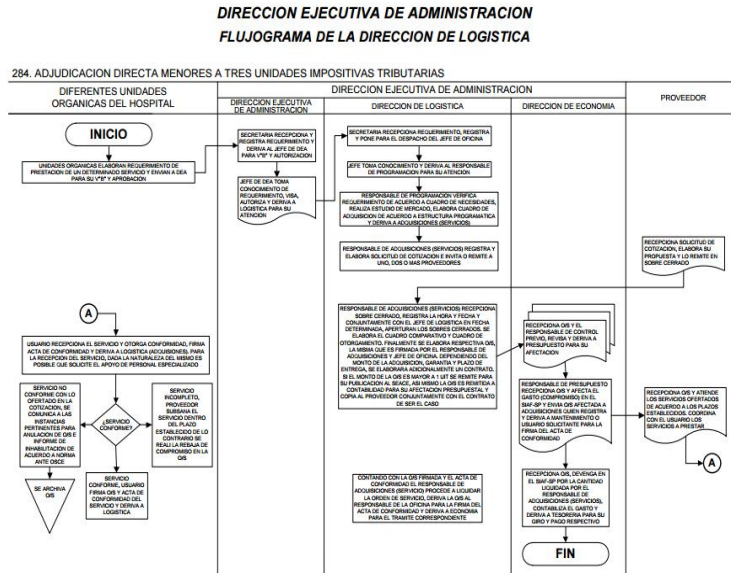 DIRECCION EJECUTIVA DE ADMINISTRACION
FLUJOGRAMA DE LA DIRECCION DE LOGISTICA
284. ADJUDICACION DIRECTA MENORES A TRES UNIDADES IMPOSITIVAS TRIBUTARIAS
DIFERENTES UNIDADES
ORGANICAS DEL HOSPITAL
DIRECCION EJECUTIVA DE ADMINISTRACION
PROVEEDOR
DIRECCION EJECUTIVA
DE ADMINISTRACION
DIRECCION DE LOGISTICA
DIRECCION DE ECONOMIA
INICIO
UNIDADES ORGANICAS ELABORAN REQUERIMIENTO DE
PRESTACION DE UN DETERMINADO SERVICIO Y ENVIAN A DEA
PARA SU V°B° Y APROBACION
SECRETARIA RECEPCIONA Y
REGISTRA REQUERIMIENTO Y
DERIVA AL JEFE DE DEA
PARA V°B° Y AUTORIZACION
JEFE DE DEA TOMA
CONOCIMIENTO DE
REQUERIMIENTO, VISA,
AUTORIZA Y DERIVA A
LOGISTICA PARA SU
ATENCION
SECRETARIA RECEPCIONA REQUERIMIENTO, REGISTRA
Y PONE PARA EL DESPACHO DEL JEFE DE OFICINA
JEFE TOMA CONOCIMIENTO Y DERIVA AL RESPONSABLE
DE PROGRAMACION PARA SU ATENCION
RESPONSABLE DE PROGRAMACION VERIFICA
REQUERIMIENTO DE ACUERDO A CUADRO DE NECESIDADES,
REALIZA ESTUDIO DE MERCADO, ELABORA CUADRO DE
ADQUISICION DE ACUERDO A ESTRUCTURA PROGRAMATICA
Y DERIVA A ADQUISICIONES (SERVICIOS)
RESPONSABLE DE ADQUISICIONES (SERVICIOS) REGISTRA Y
ELABORA SOLICITUD DE COTIZACION E INVITA O REMITE A
UNO, DOS O MAS PROVEEDORES
RECEPCIONA SOLICITUD DE
COTIZACION, ELABORA SU
PROPUESTA Y LO REMITE EN
SOBRE CERRADO
RESPONSABLE DE ADQUISICIONES (SERVICIOS) RECEPCIONA
SOBRE CERRADO, REGISTRA LA HORA Y FECHA Y
CONJUNTAMENTE CON EL JEFE DE LOGISTICA EN FECHA
DETERMINADA, APERTURAN LOS SOBRES CERRADOS. SE
ELABORA EL CUADRO COMPARATIVO Y CUADRO DE
OTORGAMIENTO. FINALMENTE SE ELABORA RESPECTIVA O/S,
LA MISMA QUE ES FIRMADA POR EL RESPONSABLE DE
ADQUISICIONES Y JEFE DE OFICINA, DEPENDIENDO DEL
MONTO DE LA ADQUISICION, GARANTIA Y PLAZO DE
ENTREGA, SE ELABORARA ADICIONALMENTE UN CONTRATO.
SI EL MONTO DE LA O/S ES MAYOR A 1 UIT SE REMITE PARA
SU PUBLICACION AL SEACE, ASI MISMO LA O/S ES REMITIDA A
CONTABILIDAD PARA SU AFECTACION PRESUPUESTAL Y
COPIA AL PROVEEDOR CONJUNTAMENTE CON EL CONTRATO
DE SER EL CASO
RECEPCIONA O/S Y EL
RESPONSABLE DE CONTROL
PREVIO, REVISA Y DERIVA A
PRESUPUESTO PARA SU
AFECTACION
RESPONSABLE DE PRESUPUESTO
RECEPCIONA O/S Y AFECTA EL
GASTO (COMPROMISO) EN EL
SIAF-SP Y ENVIA O/S AFECTADA A
ADQUISICIONES QUIEN REGISTRA Y
DERIVA A MANTENIMIENTO O
USUARIO SOLICITANTE PARA LA
FIRMA DEL ACTA DE
CONFORMIDAD
RECEPCIONA O/S Y ATIENDE
LOS SERVICIOS OFERTADOS
DE ACUERDO A LOS PLAZOS
ESTABLECIDOS. COORDINA
CON EL USUARIO LOS
SERVICIOS A PRESTAR
A
A
USUARIO RECEPCIONA EL SERVICIO Y OTORGA CONFORMIDAD, FIRMA
ACTA DE CONFORMIDAD Y DERIVA A LOGISTICA (ADQUISIONES), PARA
LA RECEPCION DEL SERVICIO, DADA LA NATURALEZA DEL MISMO ES
POSIBLE QUE SOLICITE EL APOYO DE PERSONAL ESPECIALIZADO
SERVICIO NO
CONFORME CON LO
OFERTADO EN LA
COTIZACION, SE
COMUNICA A LAS
INSTANCIAS
PERTINENTES PARA
ANULACION DE O/S E
INFORME DE
INHABILITACION DE
ACUERDO A NORMA
ANTE OSCE
¿SERVICIO
CONFORME?
SERVICIO
INCOMPLETO,
PROVEEDOR
SUBSANA EL
SERVICIO DENTRO
DEL PLAZO
ESTABLECIDO DE LO
CONTRARIO SE
REALI LA REBAJA DE
COMPROMISO EN LA
O/S
SE ARCHIVA
O/S
SERVICIO
CONFORME, USUARIO
FIRMA O/S Y ACTA DE
CONFORMIDAD DEL
SERVICIO Y DERIVA A
LOGISTICA
CONTANDO CON LA O/S FIRMADA Y EL ACTA DE
CONFORMIDAD EL RESPONSABLE DE
ADQUISICIONES (SERVICIO) PROCEDE A LIQUIDAR
LA ORDEN DE SERVICIO, DERIVA LA O/S AL
RESPONSABLE DE LA OFICINA PARA LA FIRMA DEL
ACTA DE CONFORMIDAD Y DERIVA A ECONOMIA
PARA EL TRAMITE CORRESPONDIENTE
RECEPCIONA O/S, DEVENGA EN
EL SIAF-SP POR LA CANTIDAD
LIQUIDADA POR EL
RESPONSABLE DE
ADQUISICIONES (SERVICIOS),
CONTABILIZA EL GASTO Y
DERIVA A TESORERIA PARA SU
GIRO Y PAGO RESPECTIVO
FIN